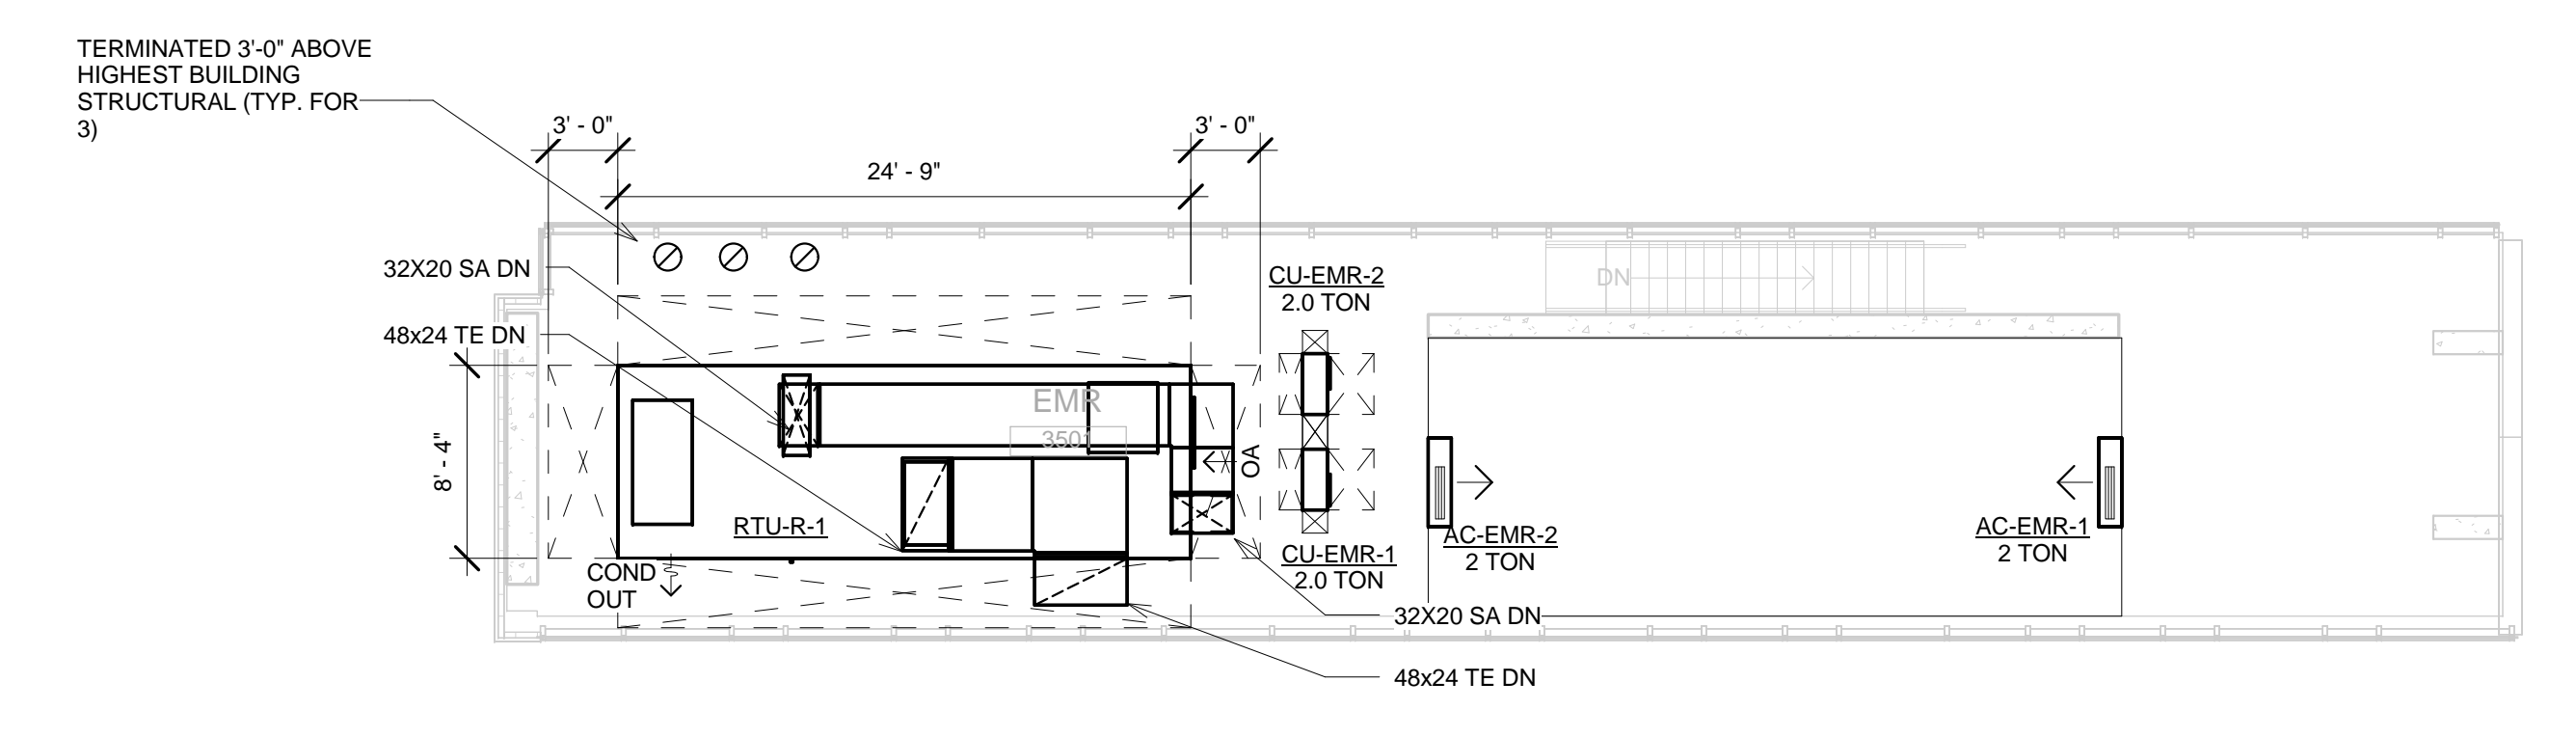 TERMINATED 3'-0" ABOVE
HIGHEST BUILDING
STRUCTURAL (TYP. FOR
3)
3' - 0"
3' - 0"
24' - 9"
32X20 SA DN
48x24 TE DN
CU-EMR-2
2.0 TON
DN
EMR
3501
OA
8' - 4"
RTU-R-1
COND
OUT
CU-EMR-1
2.0 TON
AC-EMR-2
2 TON
AC-EMR-1
2 TON
32X20 SA DN
48x24 TE DN